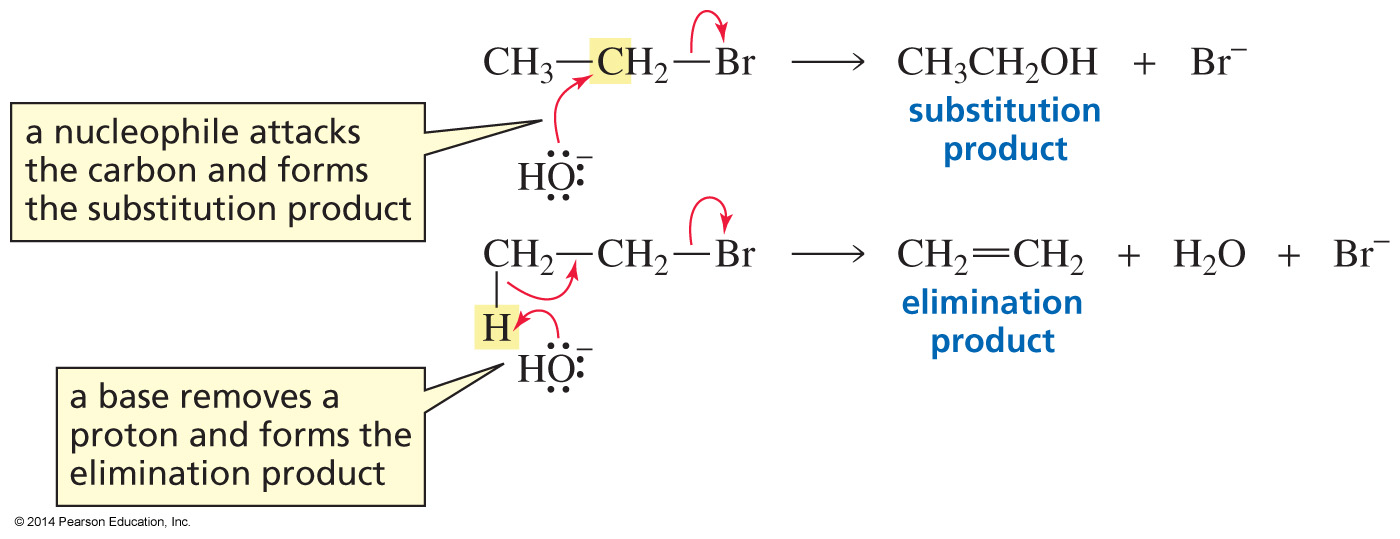 CH₃—CH₂—Br ⟶ CH₃CH₂OH + Br⁻
substitution
product
a nucleophile attacks
the carbon and forms
the substitution product
HO:⁻
CH₂—CH₂—Br ⟶ CH₂=CH₂ + H₂O + Br⁻
elimination
product
H
HO:⁻
a base removes a
proton and forms the
elimination product
© 2014 Pearson Education, Inc.